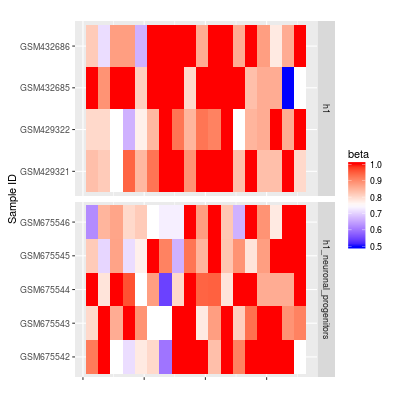 GSM432686
GSM432685
GSM429322
GSM429321
GSM675546
GSM675545
GSM675544
GSM675543
GSM675542
Sample ID
h1
h1_neuronal_progenitors
beta
1.0
0.9
0.8
0.7
0.6
0.5